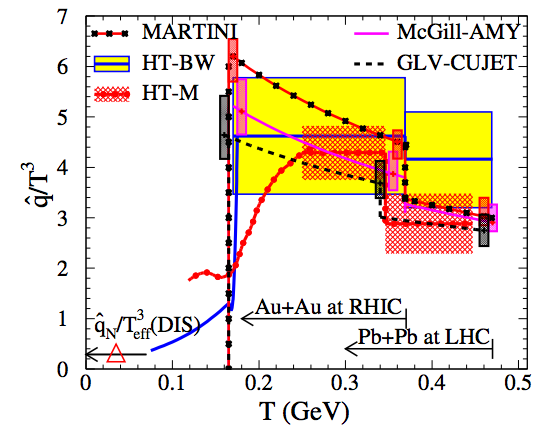 MARTINI
McGill-AMY
HT-BW
GLV-CUJET
HT-M
q̂/T³
7
6
5
4
3
2
1
0
q̂_N/T³_eff(DIS)
Au+Au at RHIC
Pb+Pb at LHC
0 0.1 0.2 0.3 0.4 0.5
T (GeV)